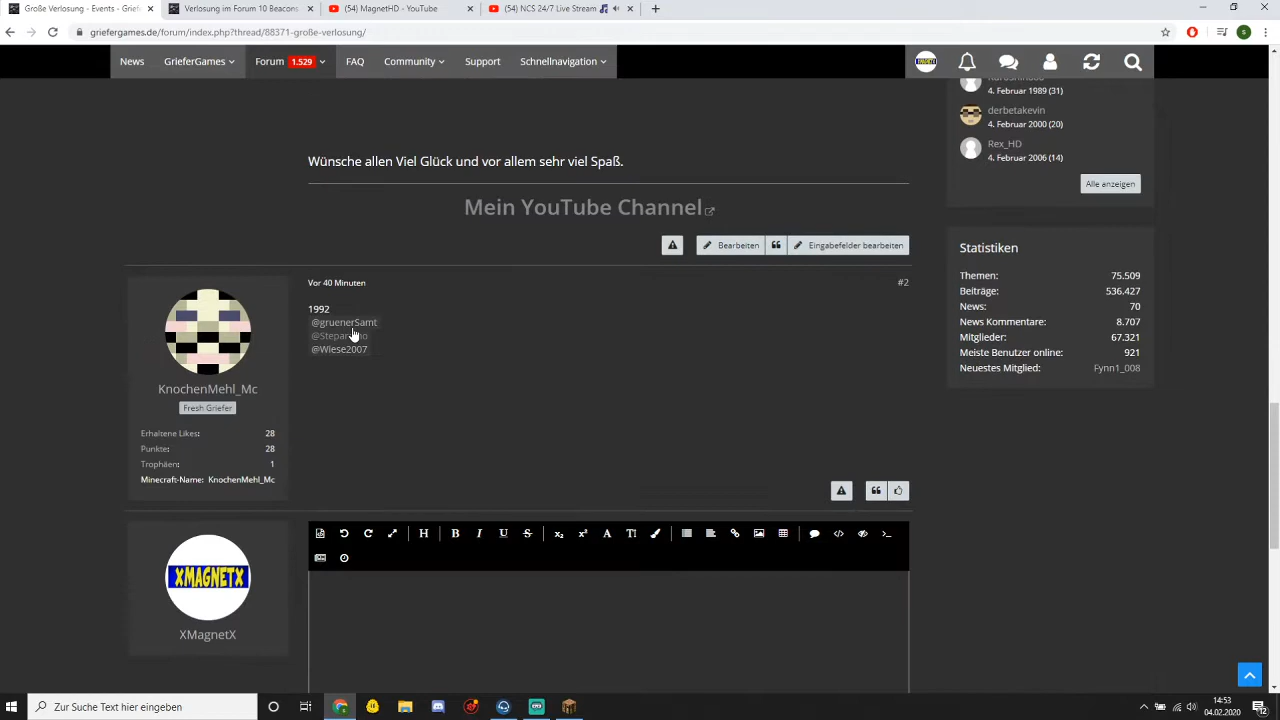 Große Verlosung - Events - Griefer-
Verlosung im Forum 10 Beacons
(54) MagnetHD - YouTube
(54) NCS 24/7 Live Stream
griefergames.de/forum/index.php?thread/88371-große-verlosung/
News
GrieferGames
Forum 1.529
FAQ
Community
Support
Schnellnavigation
4. Februar 1989 (31)
derbetakevin
4. Februar 2000 (20)
Rex_HD
4. Februar 2006 (14)
Alle anzeigen
Wünsche allen Viel Glück und vor allem sehr viel Spaß.
Mein YouTube Channel
Bearbeiten
Eingabefelder bearbeiten
Statistiken
Themen: 75.509
Beiträge: 536.427
News: 70
News Kommentare: 8.707
Mitglieder: 67.321
Meiste Benutzer online: 921
Neuestes Mitglied: Fynn1_008
Vor 40 Minuten
#2
1992
@gruenerSamt
@Wiese2007
KnochenMehl_Mc
Fresh Griefer
Erhaltene Likes: 28
Punkte: 28
Trophäen: 1
Minecraft-Name: KnochenMehl_Mc
XMAGNETX
XMagnetX
Zur Suche Text hier eingeben
14:53
04.02.2020